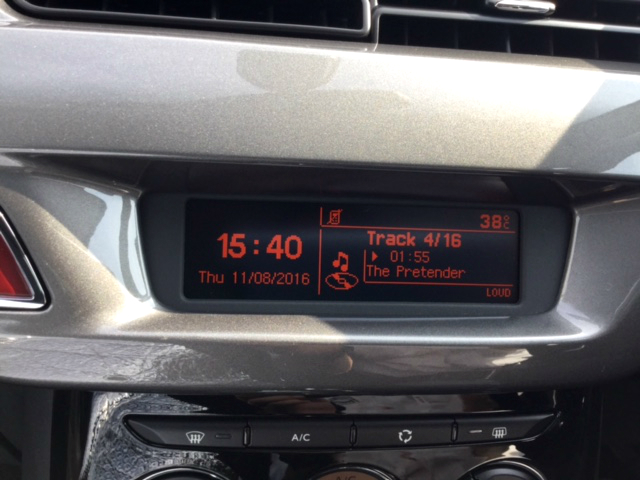 38°C
15:40
Track 4/16
01:55
The Pretender
Thu 11/08/2016
LOUD
A/C
A/C